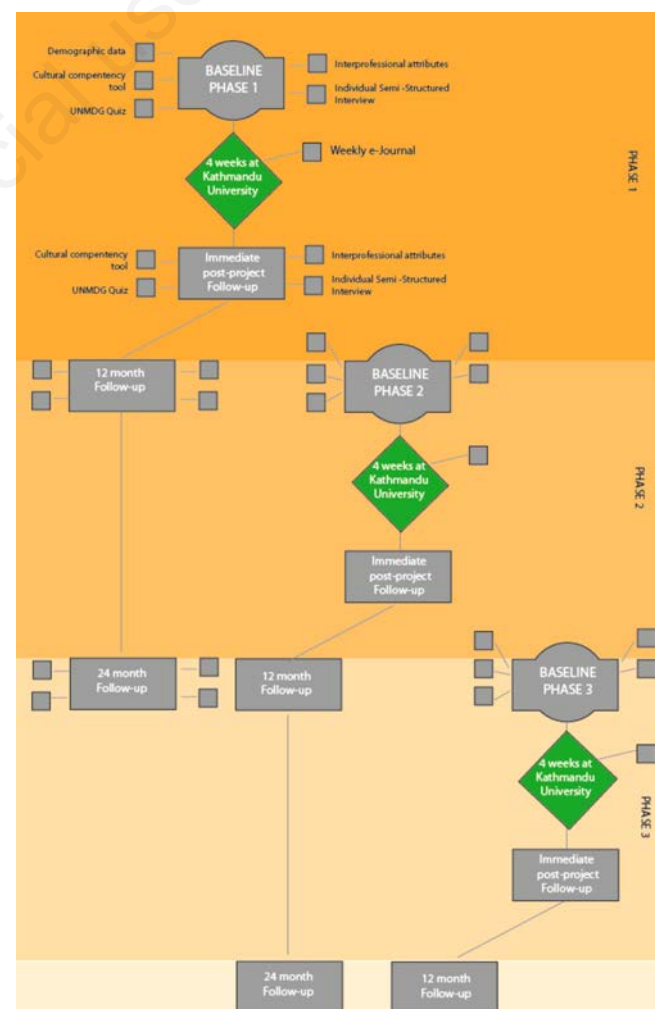 Demographic data
Cultural compentency
tool
UNMDG Quiz
BASELINE
PHASE 1
Interprofessional attributes
Individual Semi -Structured
Interview
4 weeks at
Kathmandu
University
Weekly e-Journal
PHASE 1
Cultural compentency
tool
UNMDG Quiz
Immediate
post-project
Follow-up
Interprofessional attributes
Individual Semi -Structured
Interview
12 month
Follow-up
BASELINE
PHASE 2
4 weeks at
Kathmandu
University
PHASE 2
Immediate
post-project
Follow-up
24 month
Follow-up
12 month
Follow-up
BASELINE
PHASE 3
4 weeks at
Kathmandu
University
PHASE 3
Immediate
post-project
Follow-up
24 month
Follow-up
12 month
Follow-up